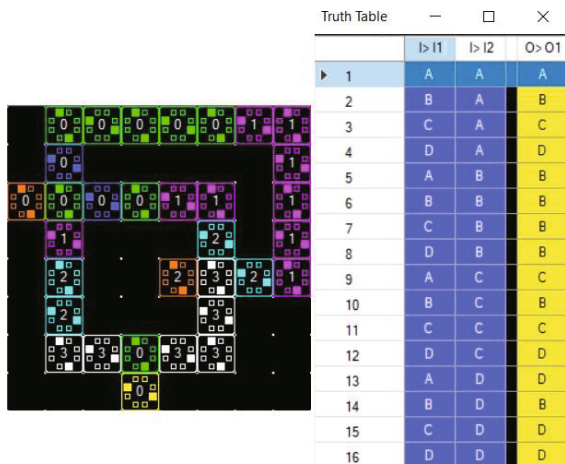 0 0 0 0 0 1 1
0 1
0 0 0 0 1 1 1
1 2 1
2 2 3 2 1
2 3
3 3 0 3 3
0
Truth Table
I> I1 I> I2 O> O1
1 A A A
2 B A B
3 C A C
4 D A D
5 A B B
6 B B B
7 C B B
8 D B B
9 A C C
10 B C B
11 C C C
12 D C D
13 A D D
14 B D B
15 C D D
16 D D D